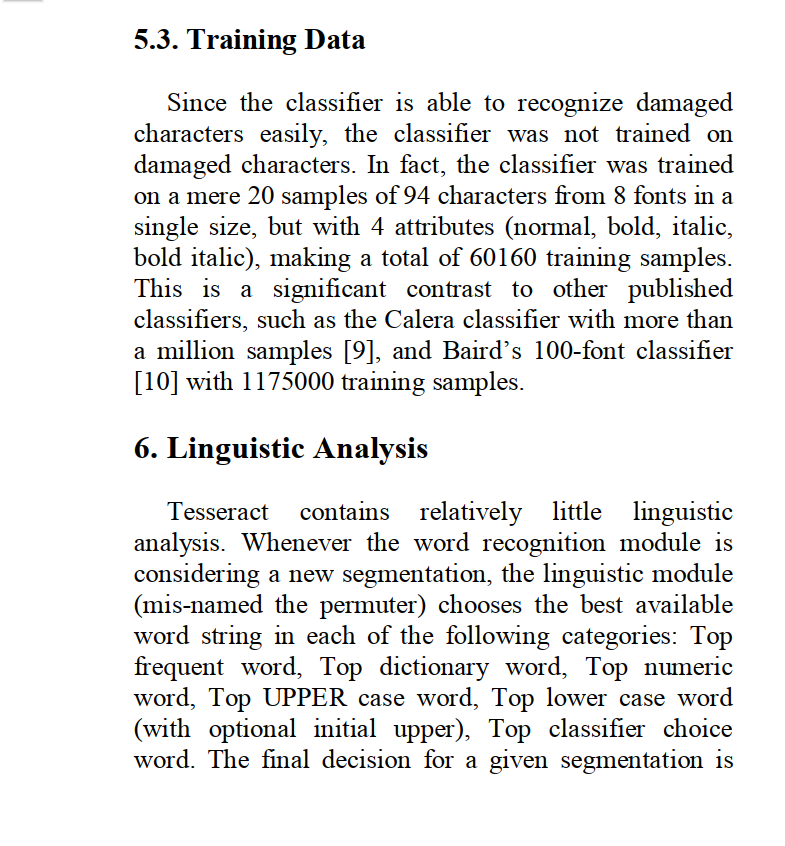 5.3. Training Data
Since the classifier is able to recognize damaged
characters easily, the classifier was not trained on
damaged characters. In fact, the classifier was trained
on a mere 20 samples of 94 characters from 8 fonts in a
single size, but with 4 attributes (normal, bold, italic,
bold italic), making a total of 60160 training samples.
This is a significant contrast to other published
classifiers, such as the Calera classifier with more than
a million samples [9], and Baird’s 100-font classifier
[10] with 1175000 training samples.
6. Linguistic Analysis
Tesseract contains relatively little linguistic
analysis. Whenever the word recognition module is
considering a new segmentation, the linguistic module
(mis-named the permuter) chooses the best available
word string in each of the following categories: Top
frequent word, Top dictionary word, Top numeric
word, Top UPPER case word, Top lower case word
(with optional initial upper), Top classifier choice
word. The final decision for a given segmentation is